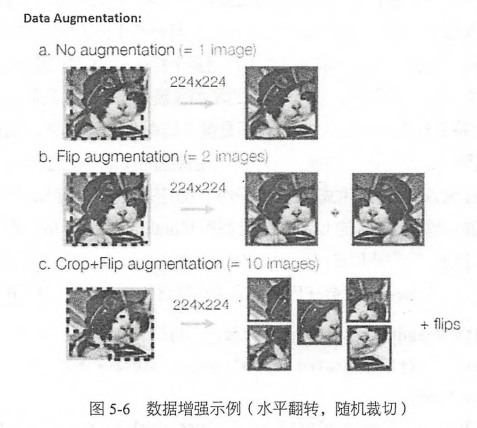 Data Augmentation:
a. No augmentation (= 1 image)
224x224
b. Flip augmentation (= 2 images)
224x224
+
c. Crop+Flip augmentation (= 10 images)
224x224
+ flips
图 5-6 数据增强示例（水平翻转，随机裁切）